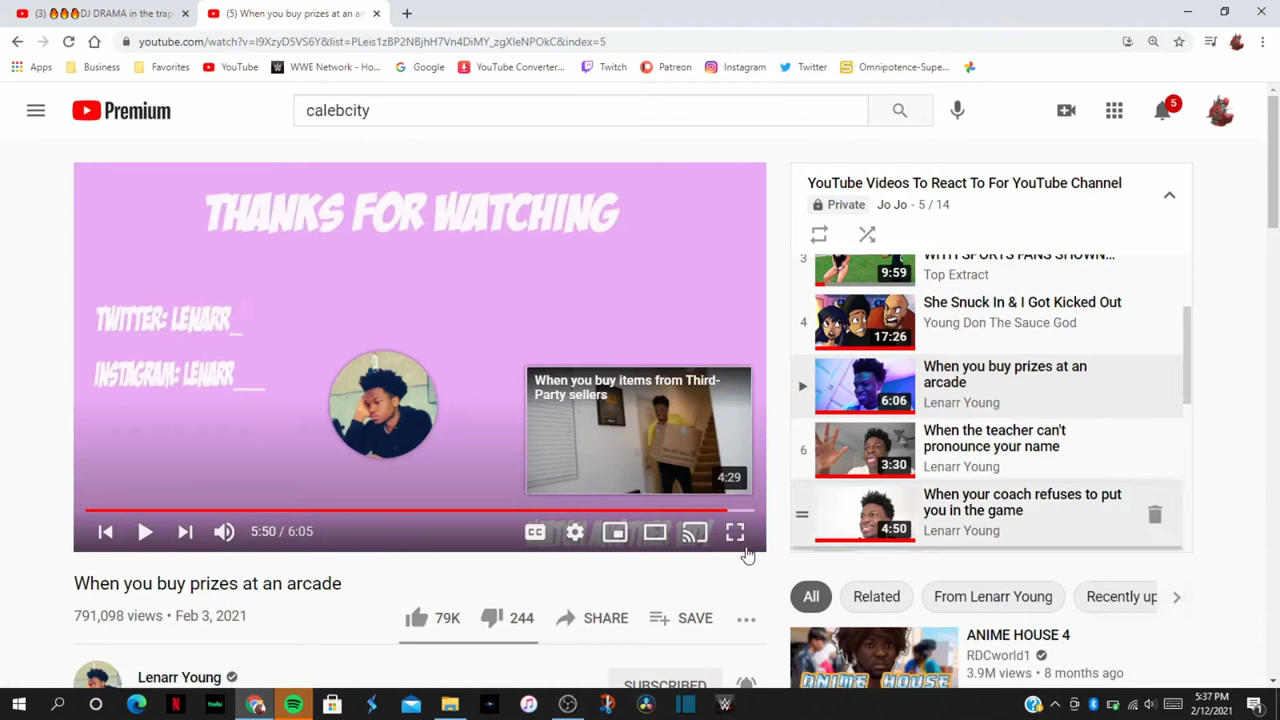 (3) 🔥🔥🔥DJ DRAMA in the trap
(5) When you buy prizes at an an
youtube.com/watch?v=I9XzyD5VS6Y&list=PLeis1zBP2NBjhH7Vn4DiMY_zgXIeNPOkC&index=5
Apps
Business
Favorites
YouTube
WWE Network - Ho...
Google
YouTube Converter...
Twitch
Patreon
Instagram
Twitter
Omnipotence-Supe...
Premium
calebcity
5
THANKS FOR WATCHING
TWITTER: LENARR_
INSTAGRAM: LENARR___
When you buy items from Third-
Party sellers
4:29
5:50 / 6:05
CC
When you buy prizes at an arcade
791,098 views • Feb 3, 2021
79K
244
SHARE
SAVE
Lenarr Young
SUBSCRIBED
YouTube Videos To React To For YouTube Channel
Private
Jo Jo - 5 / 14
3
WITH SPORTS FANS SHOWN...
9:59
Top Extract
4
She Snuck In & I Got Kicked Out
Young Don The Sauce God
17:26
When you buy prizes at an
arcade
6:06
Lenarr Young
6
When the teacher can't
pronounce your name
3:30
Lenarr Young
When your coach refuses to put
you in the game
4:50
Lenarr Young
All
Related
From Lenarr Young
Recently up
ANIME HOUSE 4
RDCworld1
3.9M views • 8 months ago
ANIME HOUSE
hulu
5:37 PM
2/12/2021
1